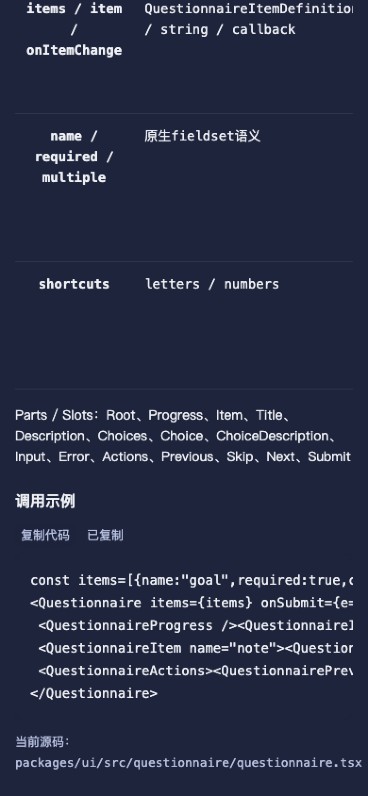 items / item / onItemChange
QuestionnaireItemDefinition / string / callback
name / required / multiple
原生fieldset语义
shortcuts
letters / numbers
Parts / Slots：Root、Progress、Item、Title、
Description、Choices、Choice、ChoiceDescription、
Input、Error、Actions、Previous、Skip、Next、Submit
调用示例
复制代码 已复制
const items=[{name:"goal",required:true,
<Questionnaire items={items} onSubmit={e=
<QuestionnaireProgress /><QuestionnaireI
<QuestionnaireItem name="note"><Question
<QuestionnaireActions><QuestionnairePrev
</Questionnaire>
当前源码：
packages/ui/src/questionnaire/questionnaire.tsx